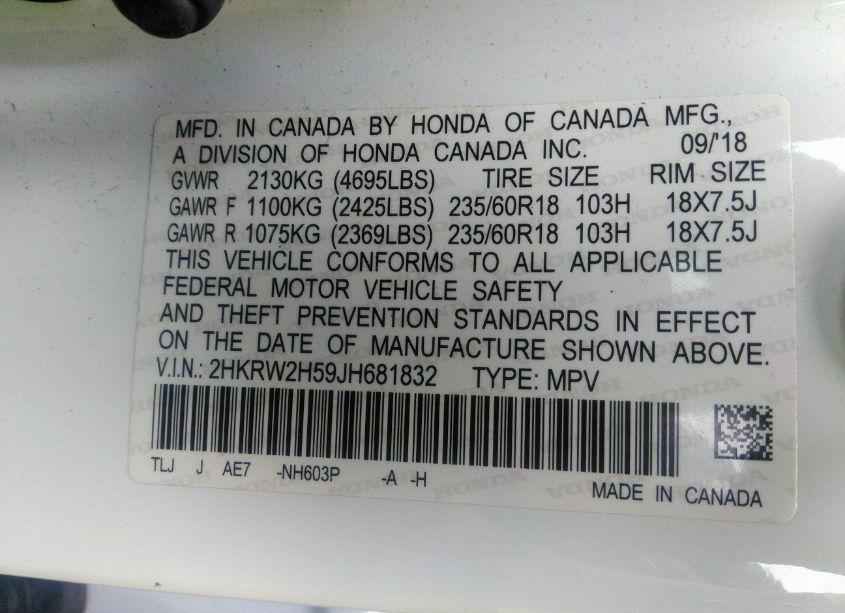 MFD. IN CANADA BY HONDA OF CANADA MFG.,
A DIVISION OF HONDA CANADA INC. 09/'18
GVWR 2130KG (4695LBS) TIRE SIZE RIM SIZE
GAWR F 1100KG (2425LBS) 235/60R18 103H 18X7.5J
GAWR R 1075KG (2369LBS) 235/60R18 103H 18X7.5J
THIS VEHICLE CONFORMS TO ALL APPLICABLE
FEDERAL MOTOR VEHICLE SAFETY
AND THEFT PREVENTION STANDARDS IN EFFECT
ON THE DATE OF MANUFACTURE SHOWN ABOVE.
V.I.N.: 2HKRW2H59JH681832 TYPE: MPV
TLJ J AE7 -NH603P -A -H
MADE IN CANADA